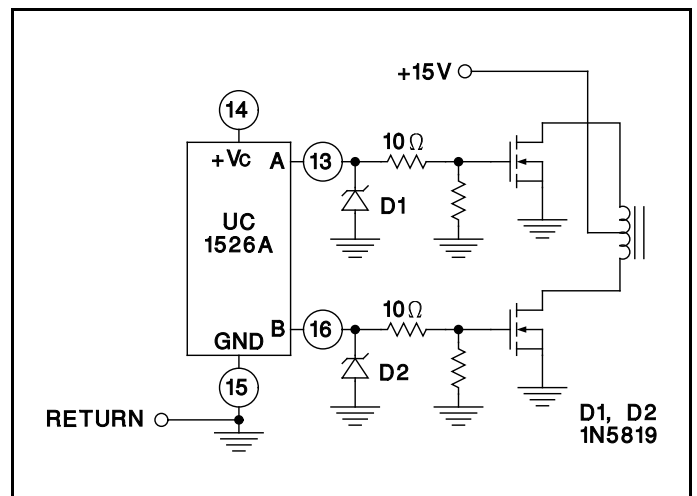 +15V
14
+VC
A
13
10Ω
D1
UC
1526A
B
16
10Ω
D2
GND
15
RETURN
D1, D2
1N5819